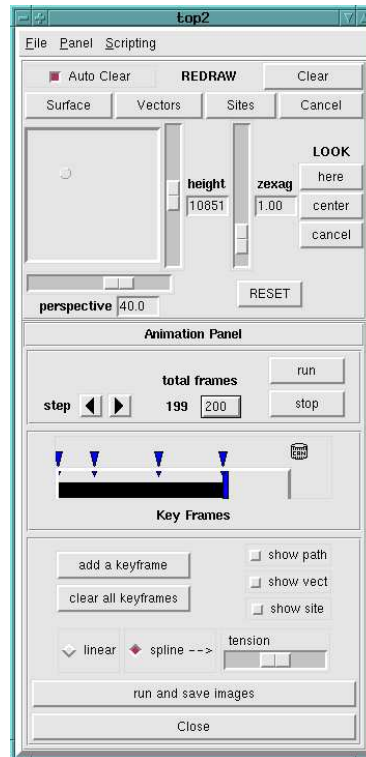 top2
File Panel Scripting
Auto Clear REDRAW Clear
Surface Vectors Sites Cancel
LOOK
here
height zexag
10851 1.00 center
cancel
RESET
perspective 40.0
Animation Panel
run
total frames
step 199 200 stop
CAN
Key Frames
show path
add a keyframe
show vect
clear all keyframes
show site
tension
linear spline -->
run and save images
Close